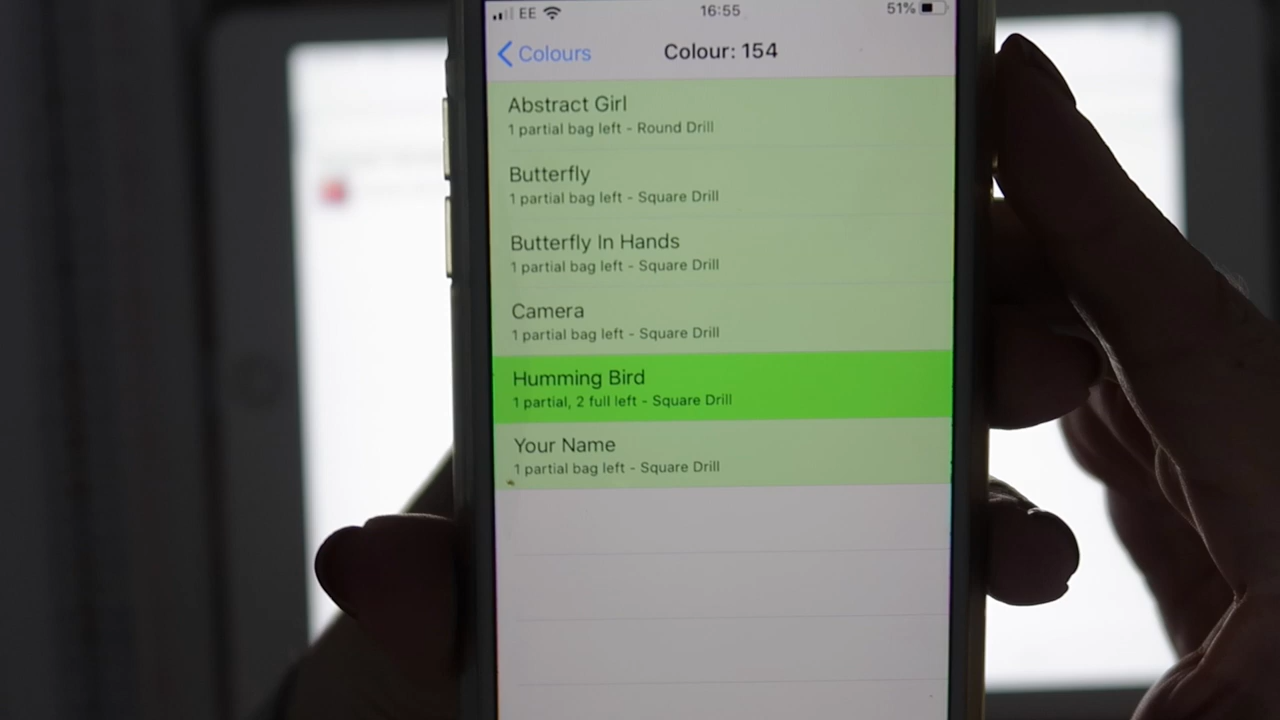 EE 16:55 51%
Colours Colour: 154
Abstract Girl
1 partial bag left - Round Drill
Butterfly
1 partial bag left - Square Drill
Butterfly In Hands
1 partial bag left - Square Drill
Camera
1 partial bag left - Square Drill
Humming Bird
1 partial, 2 full left - Square Drill
Your Name
1 partial bag left - Square Drill